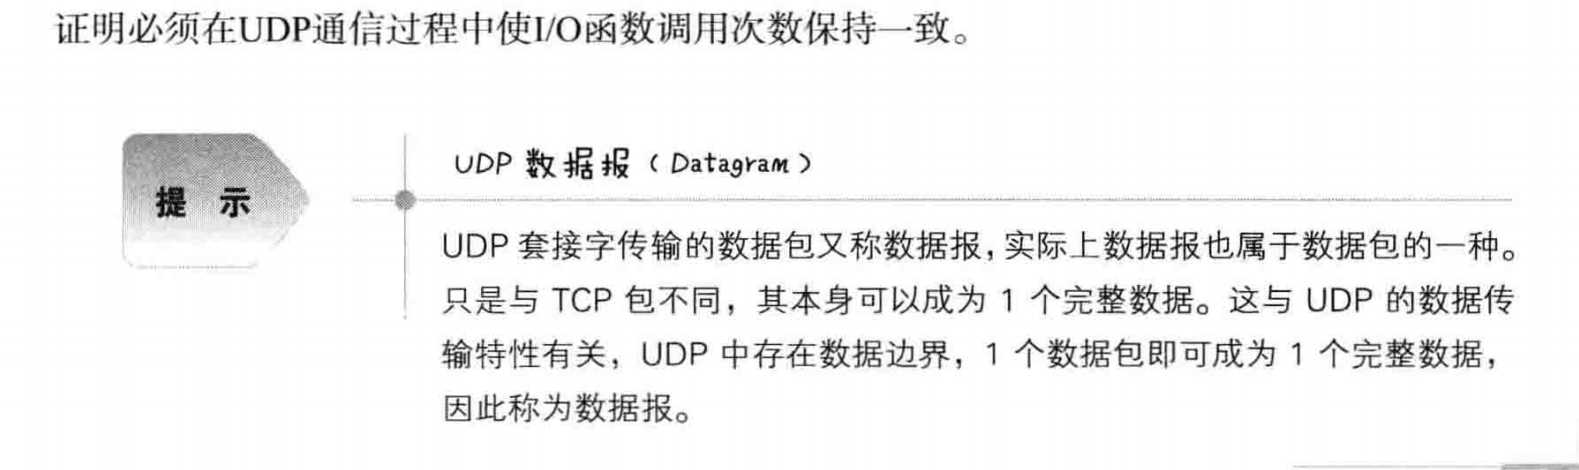 证明必须在UDP通信过程中使I/O函数调用次数保持一致。
提 示
UDP 数据报（Datagram）
UDP 套接字传输的数据包又称数据报，实际上数据报也属于数据包的一种。
只是与 TCP 包不同，其本身可以成为 1 个完整数据。这与 UDP 的数据传
输特性有关，UDP 中存在数据边界，1 个数据包即可成为 1 个完整数据，
因此称为数据报。